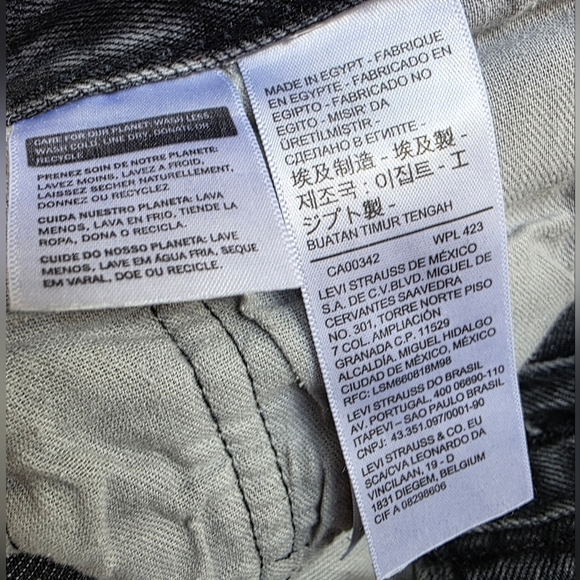 CARE FOR OUR PLANET: WASH LESS,
WASH COLD, LINE DRY, DONATE OR
RECYCLE.
PRENEZ SOIN DE NOTRE PLANETE:
LAVEZ MOINS, LAVEZ A FROID,
LAISSEZ SECHER NATURELLEMENT,
DONNEZ OU RECYCLEZ
CUIDA NUESTRO PLANETA: LAVA
MENOS, LAVA EN FRIO, TIENDE LA
ROPA, DONA O RECICLA.
CUIDE DO NOSSO PLANETA: LAVE
MENOS, LAVE EM ÁGUA FRIA, SEQUE
EM VARAL, DOE OU RECICLE.
MADE IN EGYPT - FABRIQUE
EN EGYPTE - FABRICADO EN
EGIPTO - FABRICADO NO
EGITO - MISIR' DA
ÜRETİLMİŞTİR -
СДЕЛАНО В ЕГИПТЕ -
埃及制造 - 埃及製 -
제조국 : 이집트 - エ
ジプト製 -
BUATAN TIMUR TENGAH
CA00342 WPL 423
LEVI STRAUSS DE MÉXICO
S.A. DE C.V.BLVD. MIGUEL DE
CERVANTES SAAVEDRA
NO. 301, TORRE NORTE PISO
7 COL. AMPLIACIÓN
GRANADA C.P. 11529
ALCALDÍA. MIGUEL HIDALGO
CIUDAD DE MÉXICO, MÉXICO
RFC: LSM660816M98
LEVI STRAUSS DO BRASIL
AV. PORTUGAL, 400 06690-110
ITAPEVI – SAO PAULO BRASIL
CNPJ: 43.351.097/0001-90
LEVI STRAUSS & CO. EU
SCA/CVA LEONARDO DA
VINCILAAN, 19 - D
1831 DIEGEM, BELGIUM
CIF A 08298606